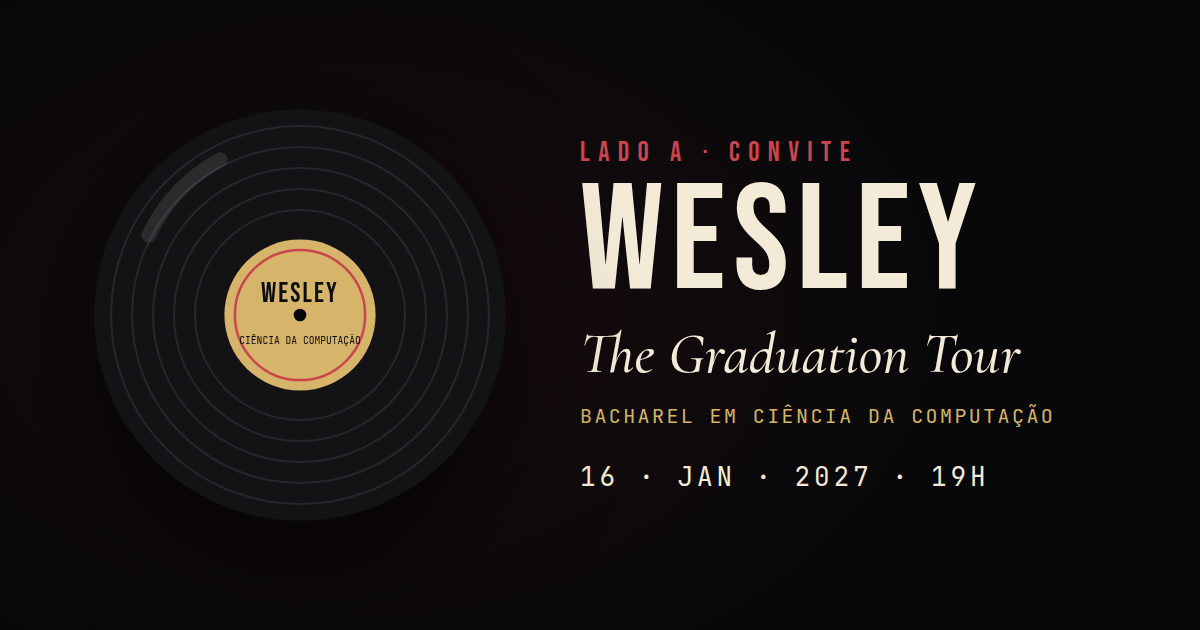 WESLEY
CIÊNCIA DA COMPUTAÇÃO
LADO A · CONVITE
WESLEY
The Graduation Tour
BACHAREL EM CIÊNCIA DA COMPUTAÇÃO
16 · JAN · 2027 · 19H